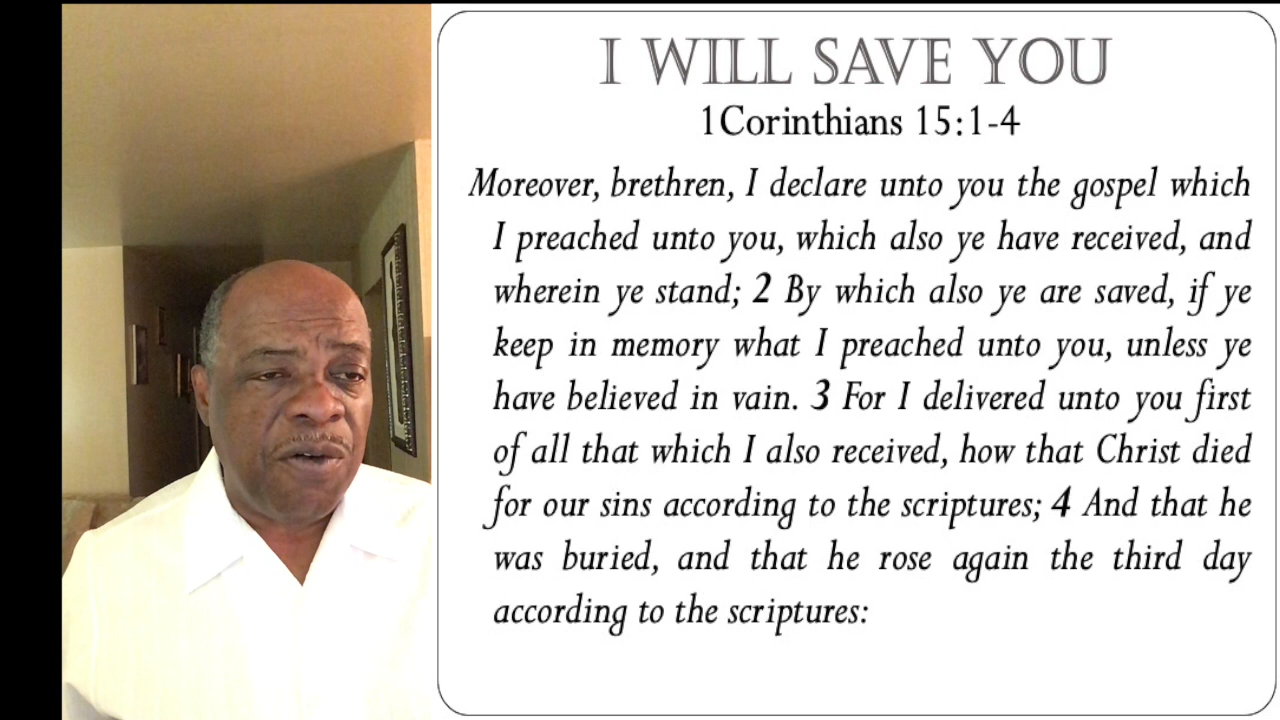 I WILL SAVE YOU
1Corinthians 15:1-4
Moreover, brethren, I declare unto you the gospel which
I preached unto you, which also ye have received, and
wherein ye stand; 2 By which also ye are saved, if ye
keep in memory what I preached unto you, unless ye
have believed in vain. 3 For I delivered unto you first
of all that which I also received, how that Christ died
for our sins according to the scriptures; 4 And that he
was buried, and that he rose again the third day
according to the scriptures: